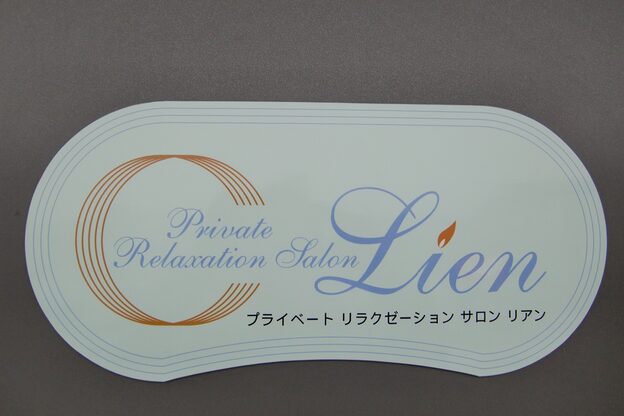 Private
Relaxation Salon
Lien
プライベート リラクゼーション サロン リアン